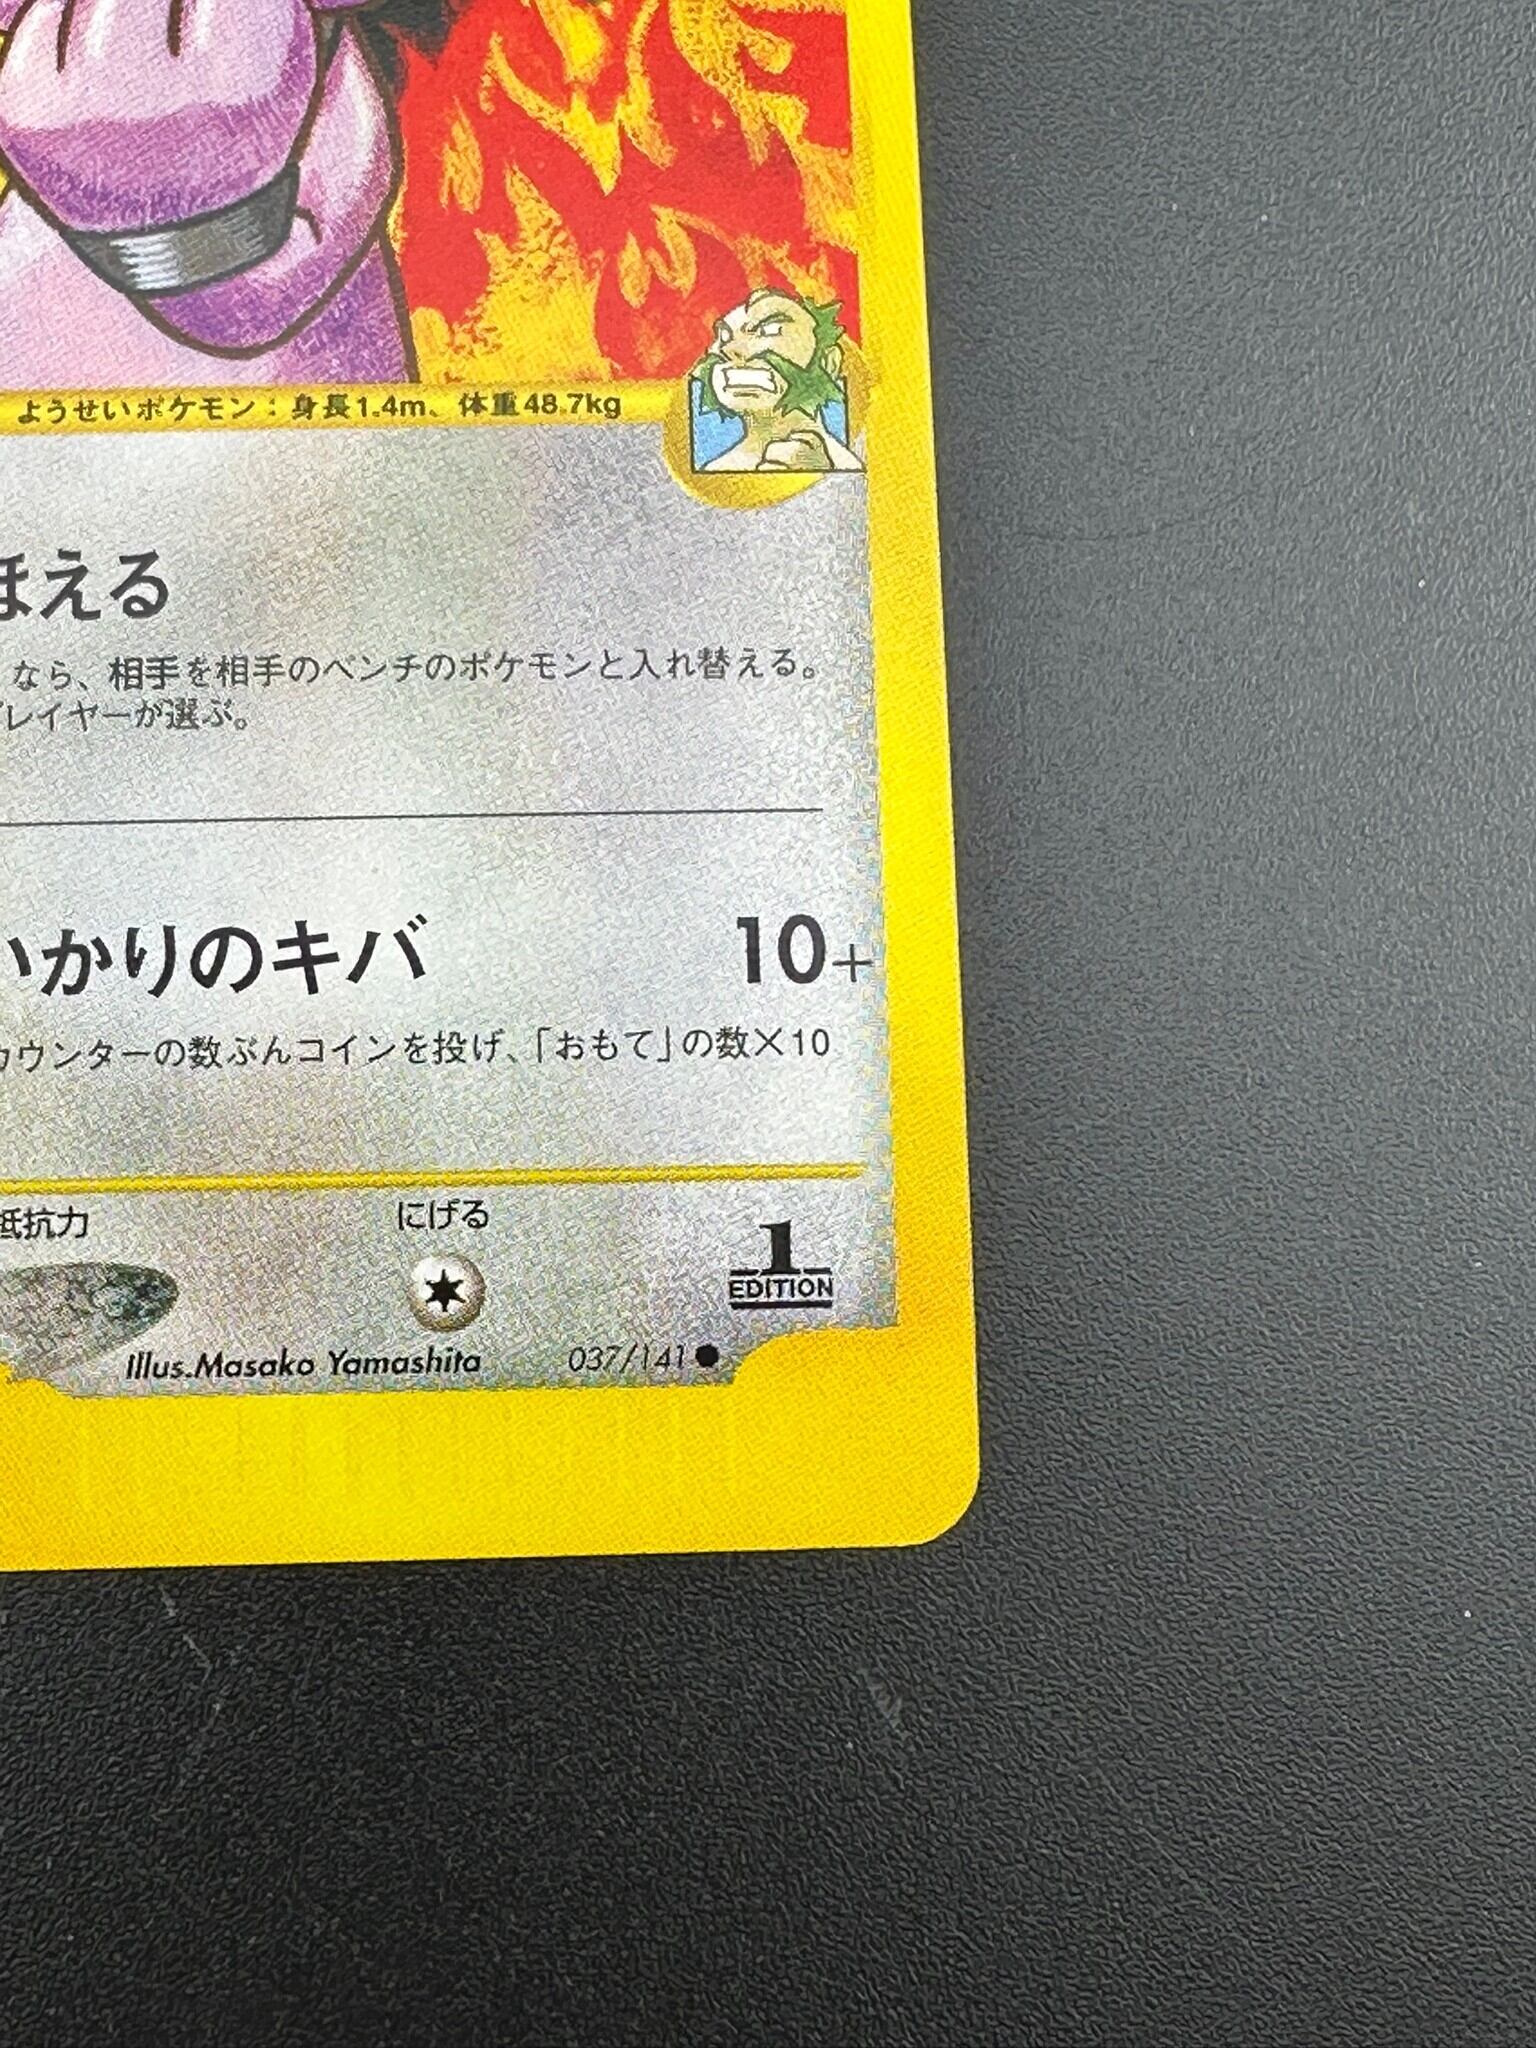 ようせいポケモン：身長1.4m、体重48.7kg
ほえる
なら、相手を相手のベンチのポケモンと入れ替える。
プレイヤーが選ぶ。
いかりのキバ 10+
カウンターの数ぶんコインを投げ、「おもて」の数×10
抵抗力 にげる
1
EDITION
Illus.Masako Yamashita 037/141●